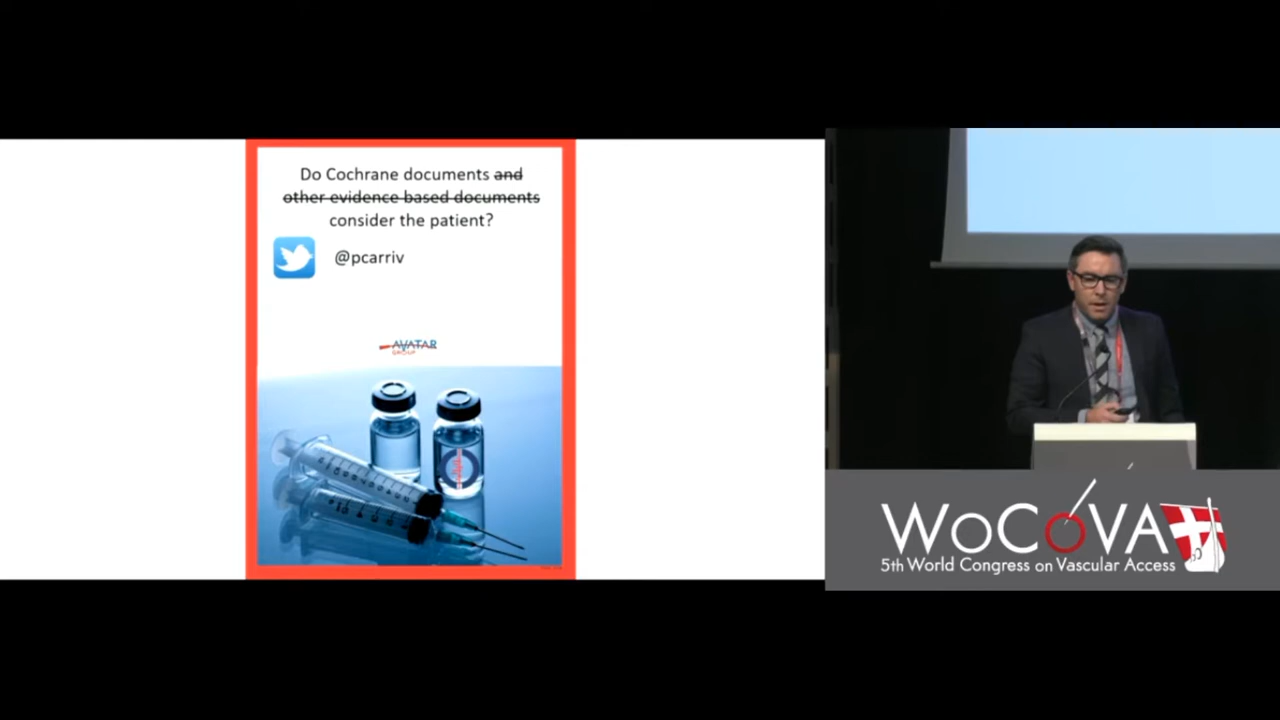 Do Cochrane documents and
other evidence based documents
consider the patient?
@pcarriv
AVATAR
GROUP
WoCoVA
5th World Congress on Vascular Access